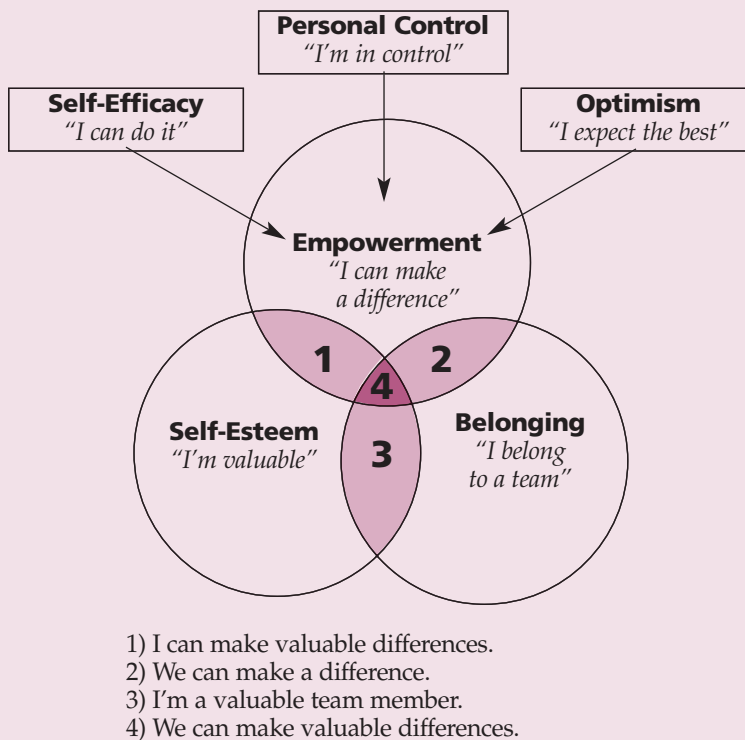 Personal Control
“I'm in control”
Self-Efficacy
“I can do it”
Optimism
“I expect the best”
Empowerment
“I can make
a difference”
1
2
4
Self-Esteem
“I'm valuable”
3
Belonging
“I belong
to a team”
1) I can make valuable differences.
2) We can make a difference.
3) I'm a valuable team member.
4) We can make valuable differences.